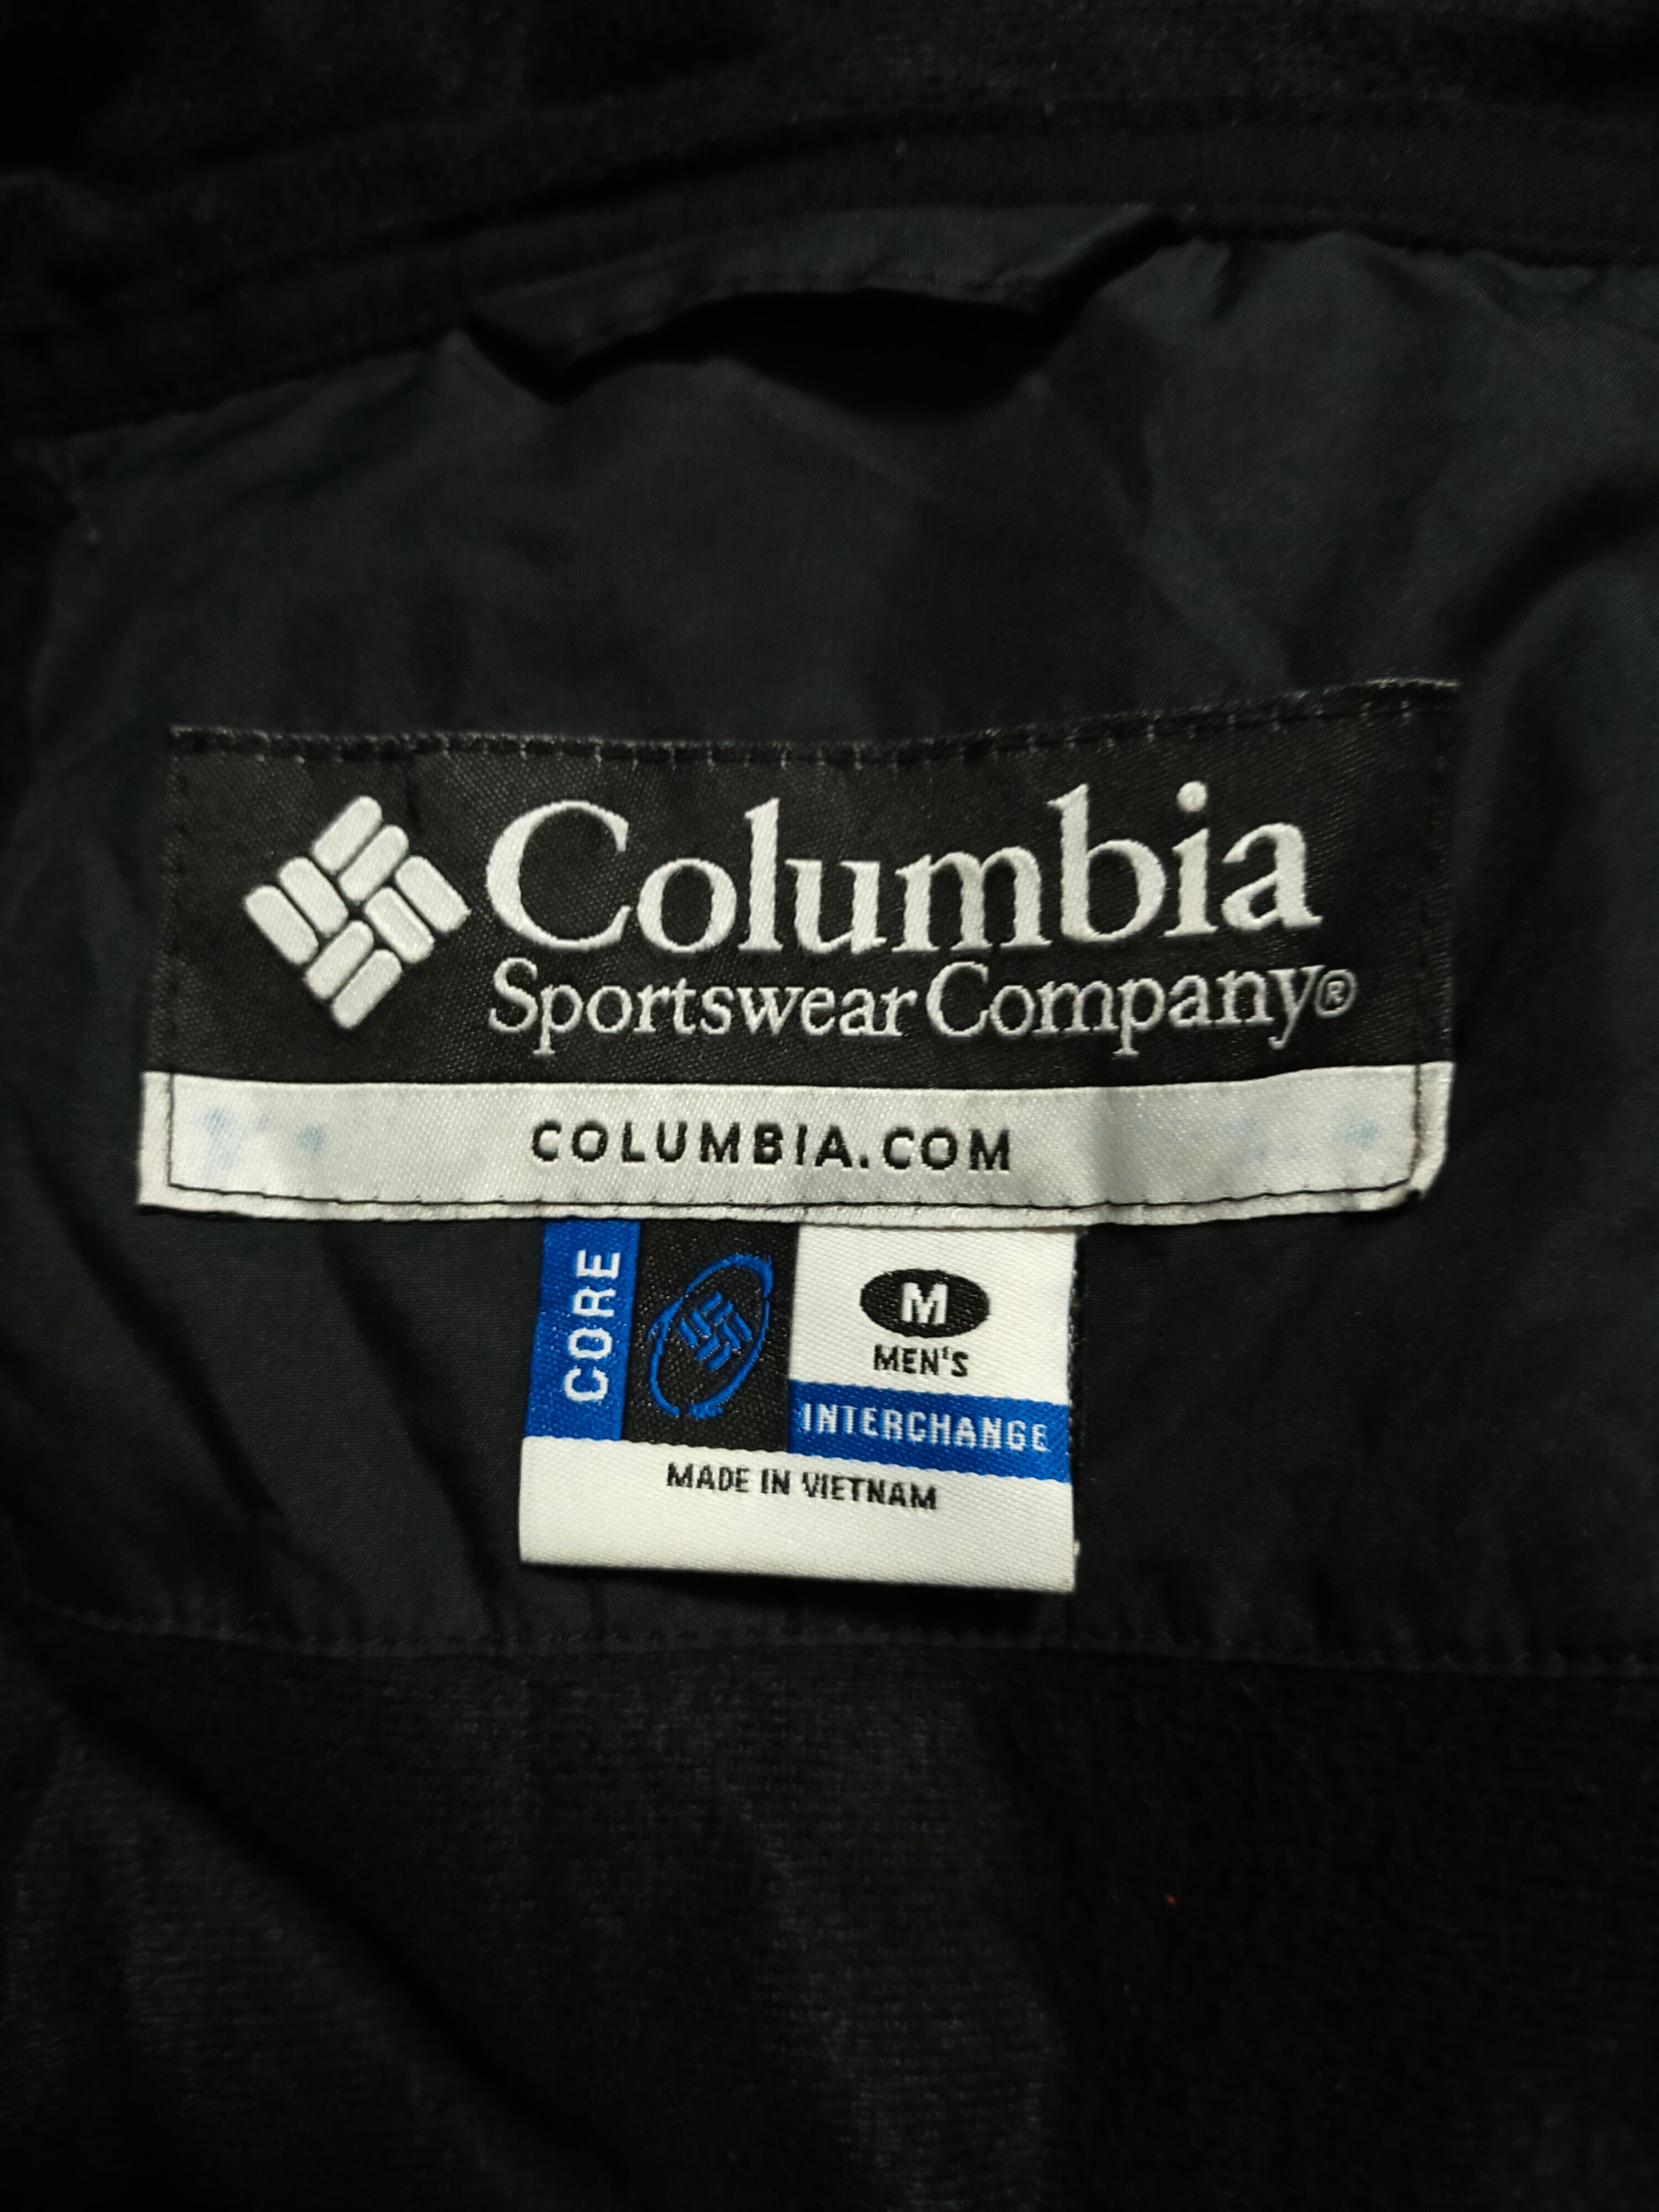 Columbia
Sportswear Company®
COLUMBIA.COM
CORE
M
MEN'S
INTERCHANGE
MADE IN VIETNAM